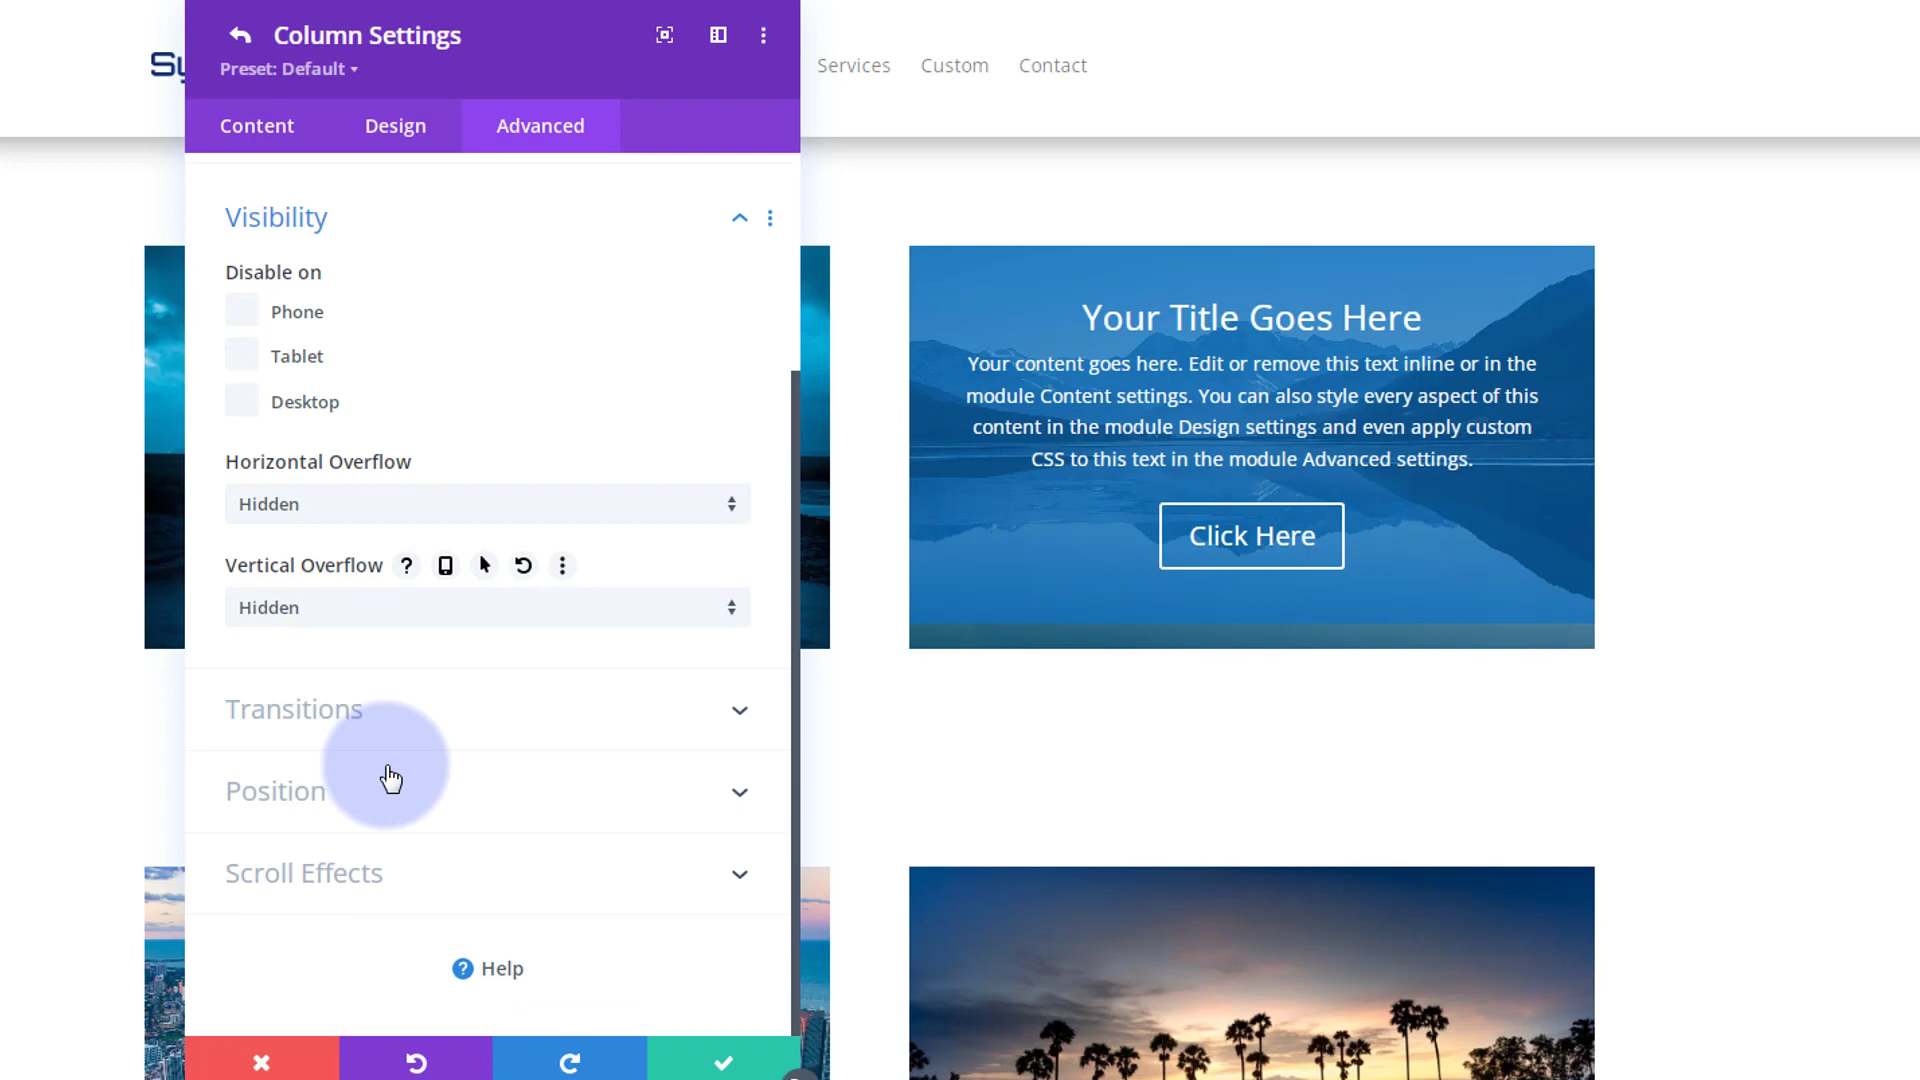 Column Settings
Preset: Default
Services Custom Contact
Content Design Advanced
Visibility
Disable on
Phone
Tablet
Desktop
Horizontal Overflow
Hidden
Vertical Overflow ?
Hidden
Transitions
Position
Scroll Effects
? Help
Your Title Goes Here
Your content goes here. Edit or remove this text inline or in the
module Content settings. You can also style every aspect of this
content in the module Design settings and even apply custom
CSS to this text in the module Advanced settings.
Click Here